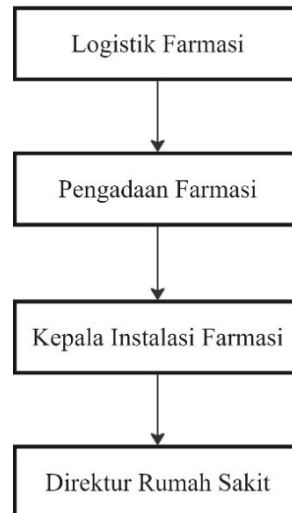 Logistik Farmasi
Pengadaan Farmasi
Kepala Instalasi Farmasi
Direktur Rumah Sakit